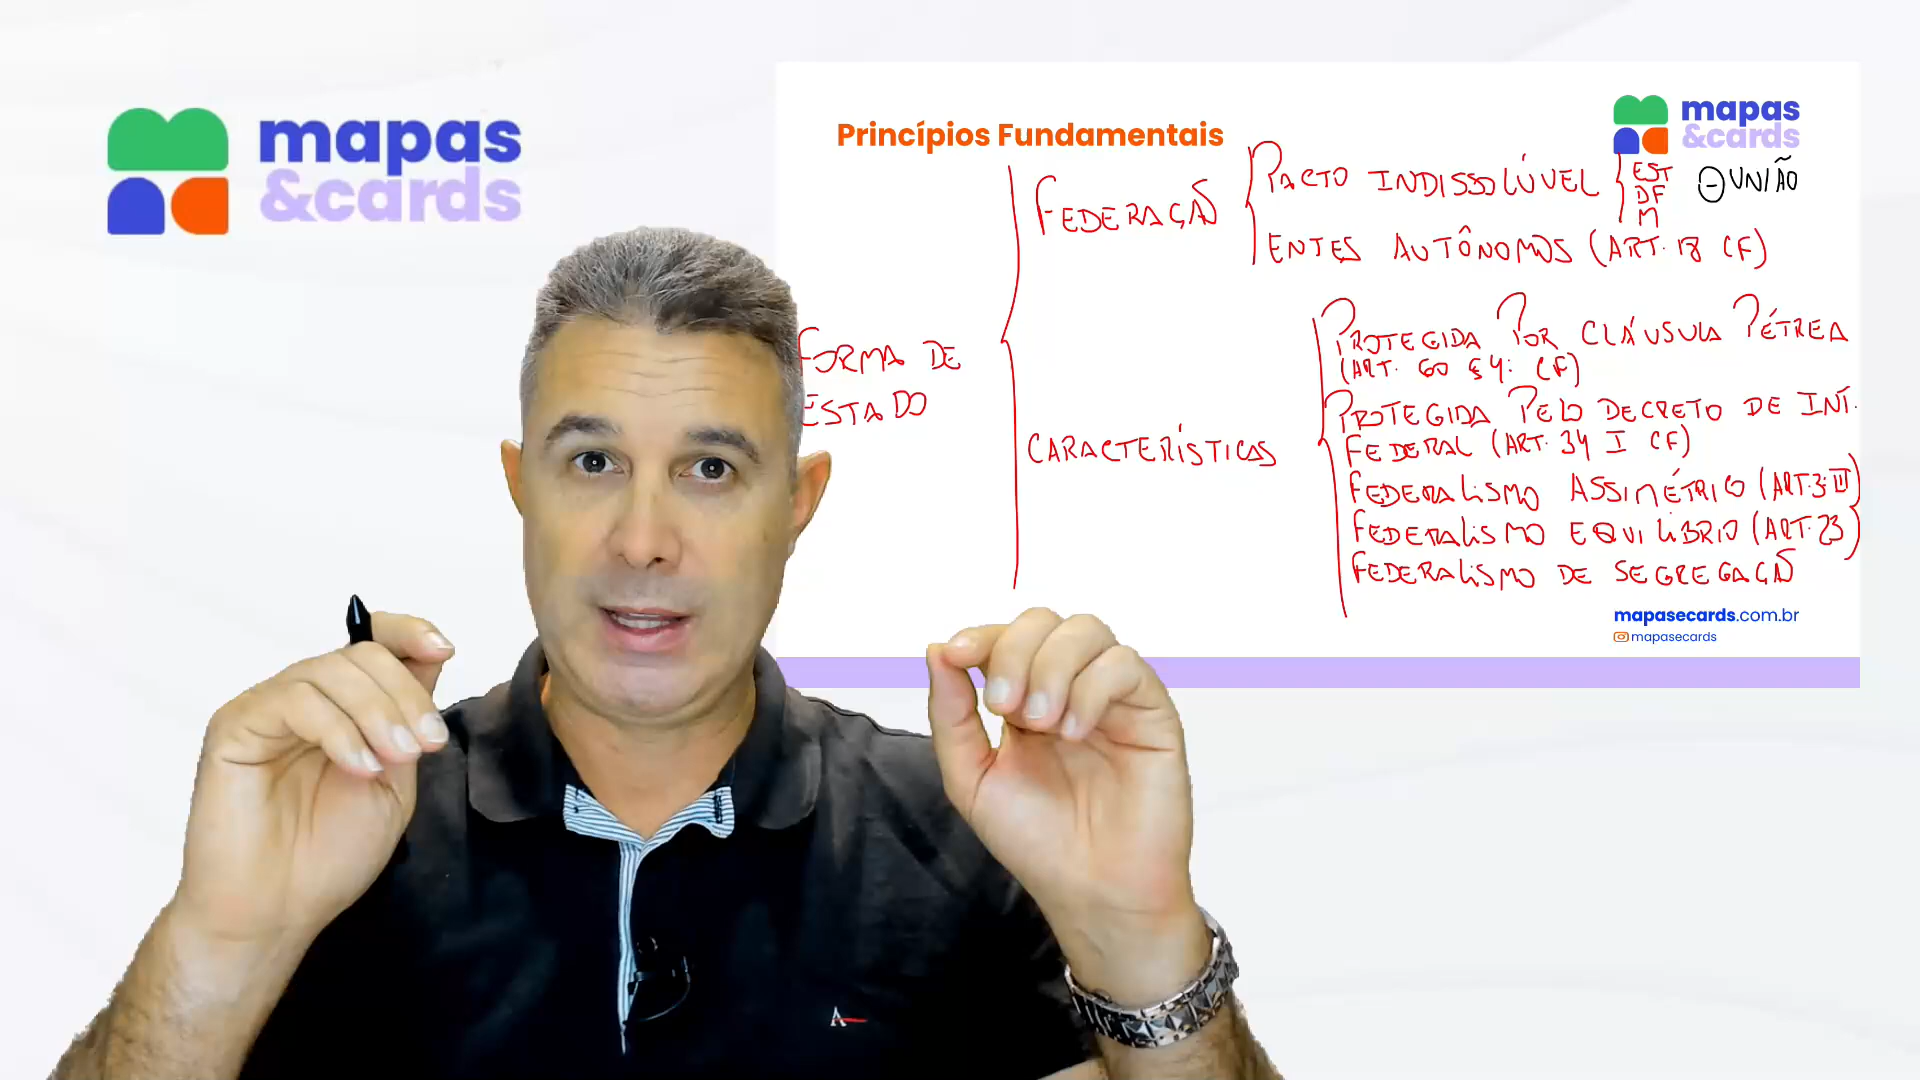 mapas
&cards
Princípios Fundamentais
mapas
&cards
FEDERAÇÃO
PACTO INDISSOLÚVEL
EST
DF
M
⊖ UNIÃO
ENTES AUTÔNOMOS (ART. 18 CF)
FORMA DE
ESTADO
CARACTERÍSTICAS
PROTEGIDA POR CLÁUSULA PÉTREA
(ART. 60 §4º CF)
PROTEGIDA PELO DECRETO DE INT.
FEDERAL (ART. 34 I CF)
FEDERALISMO ASSIMÉTRICO (ART. 3º III)
FEDERALISMO EQUILÍBRIO (ART. 23)
FEDERALISMO DE SEGREGAÇÃO
mapasecards.com.br
mapasecards
A